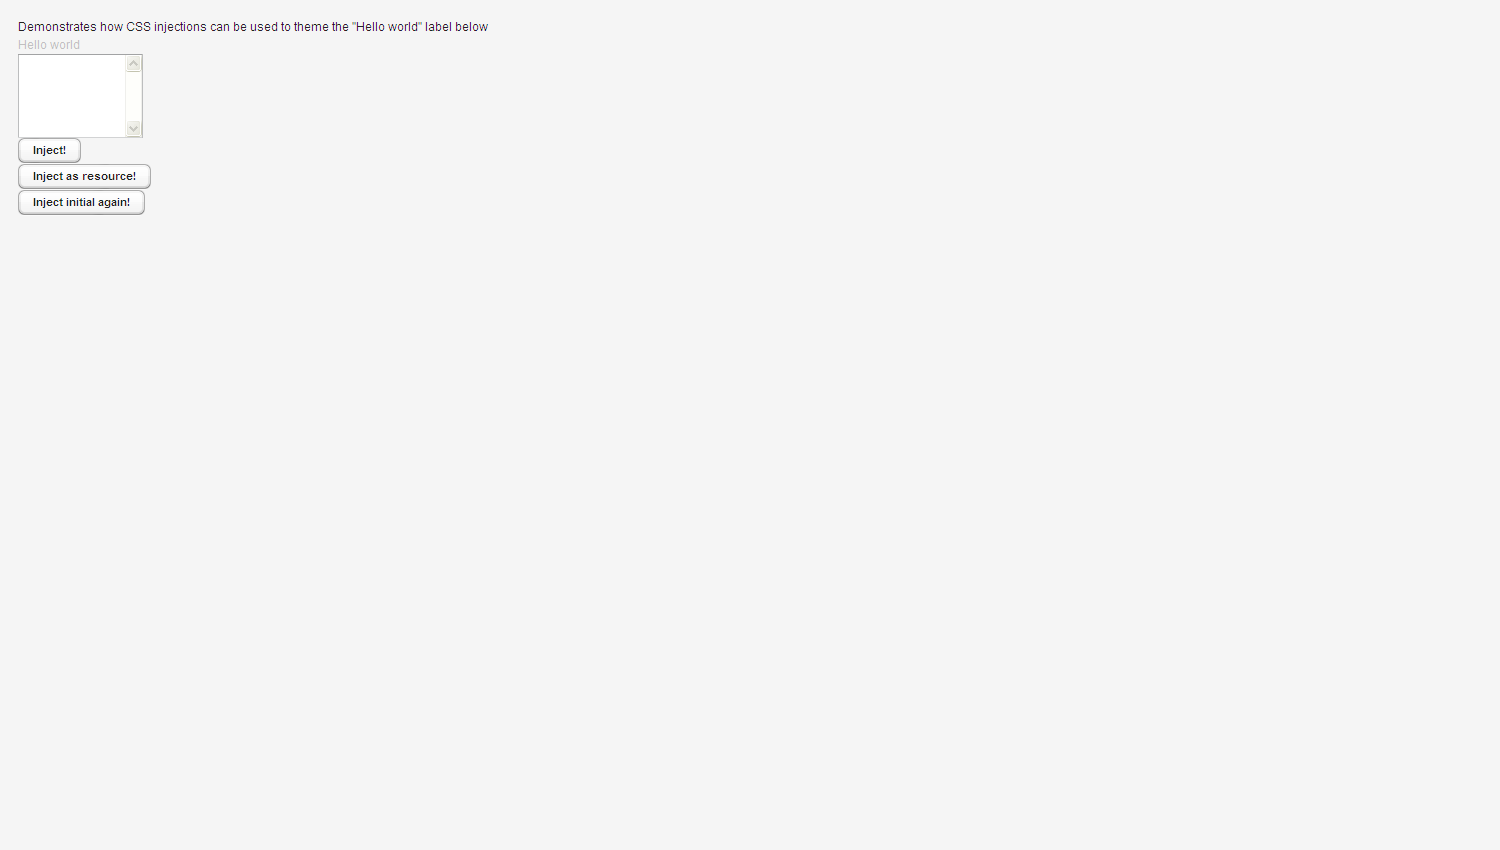 Demonstrates how CSS injections can be used to theme the "Hello world" label below
Hello world
Inject!
Inject as resource!
Inject initial again!